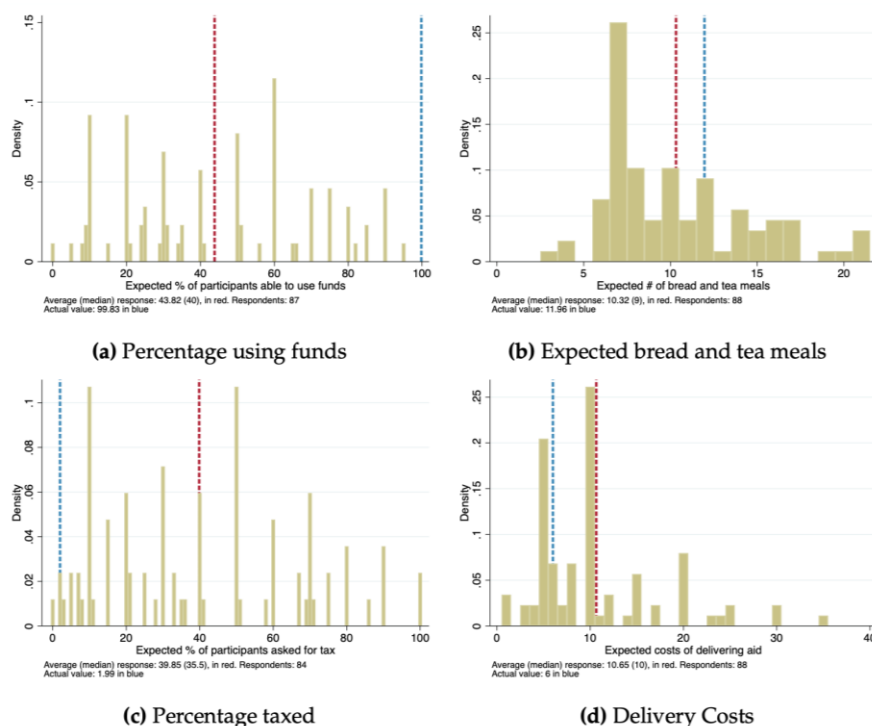 .15
.1
.05
0
Density
0 20 40 60 80 100
Expected % of participants able to use funds
Average (median) response: 43.82 (40), in red. Respondents: 87
Actual value: 99.83 in blue
(a) Percentage using funds
.25
.2
.15
.1
.05
0
Density
0 5 10 15 20
Expected # of bread and tea meals
Average (median) response: 10.32 (9), in red. Respondents: 88
Actual value: 11.96 in blue
(b) Expected bread and tea meals
.1
.08
.06
.04
.02
0
Density
0 20 40 60 80 100
Expected % of participants asked for tax
Average (median) response: 39.85 (35.5), in red. Respondents: 84
Actual value: 1.99 in blue
(c) Percentage taxed
.25
.2
.15
.1
.05
0
Density
0 10 20 30 40
Expected costs of delivering aid
Average (median) response: 10.65 (10), in red. Respondents: 88
Actual value: 6 in blue
(d) Delivery Costs